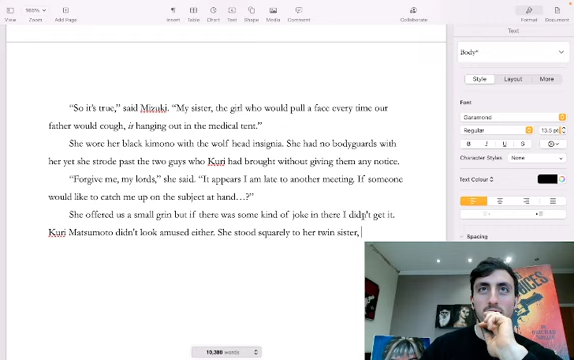 160%
View
Zoom
Add Page
Insert
Table
Chart
Text
Shape
Media
Comment
Collaborate
Format
Document
Text
Body*
Style
Layout
More
Font
Garamond
Regular
13.5 pt
B I U S
Character Styles
None
Text Colour
Spacing
“So it’s true,” said Mizuki. “My sister, the girl who would pull a face every time our
father would cough, is hanging out in the medical tent.”
She wore her black kimono with the wolf head insignia. She had no bodyguards with
her yet she strode past the two guys who Kuri had brought without giving them any notice.
“Forgive me, my lords,” she said. “It appears I am late to another meeting. If someone
would like to catch me up on the subject at hand…?”
She offered us a small grin but if there was some kind of joke in there I didn't get it.
Kuri Matsumoto didn’t look amused either. She stood squarely to her twin sister,
19,388 words